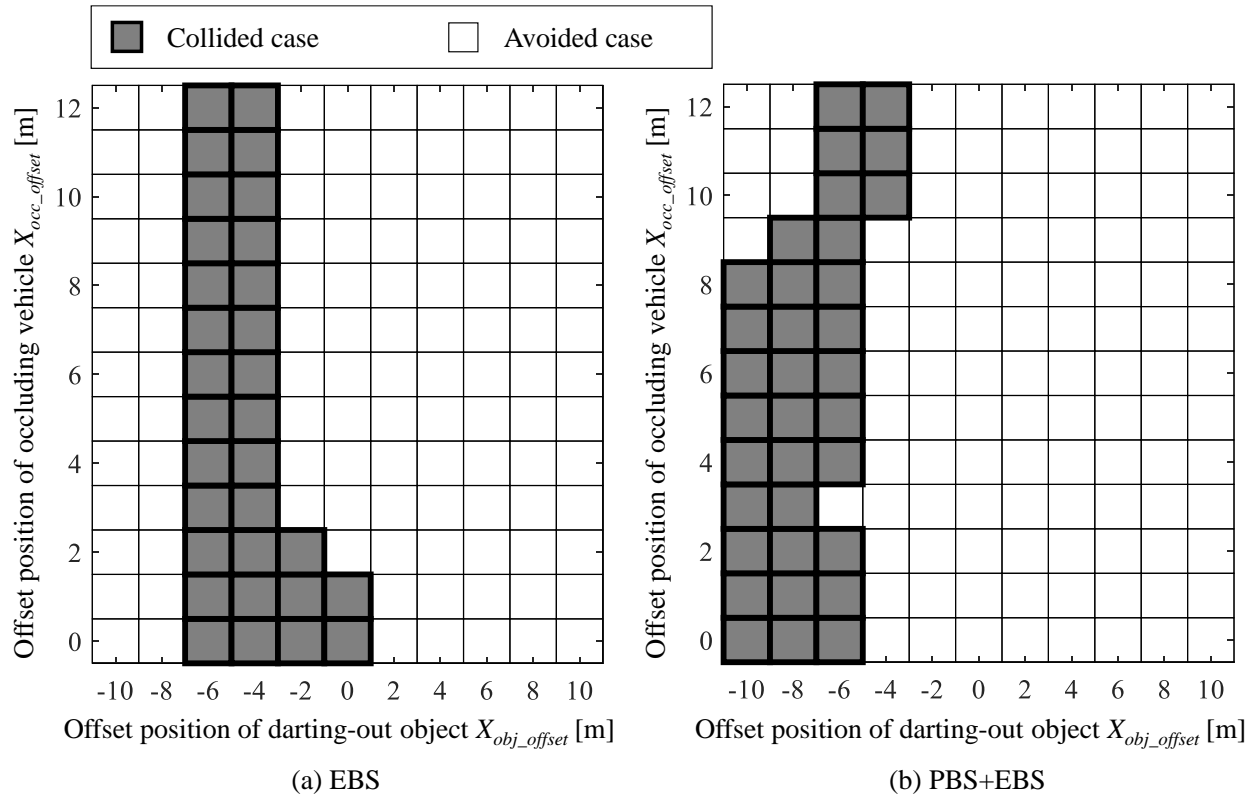 Collided case Avoided case
Offset position of occluding vehicle X_occ_offset [m]
12
10
8
6
4
2
0
-10 -8 -6 -4 -2 0 2 4 6 8 10
Offset position of darting-out object X_obj_offset [m]
(a) EBS
Offset position of occluding vehicle X_occ_offset [m]
12
10
8
6
4
2
0
-10 -8 -6 -4 -2 0 2 4 6 8 10
Offset position of darting-out object X_obj_offset [m]
(b) PBS+EBS